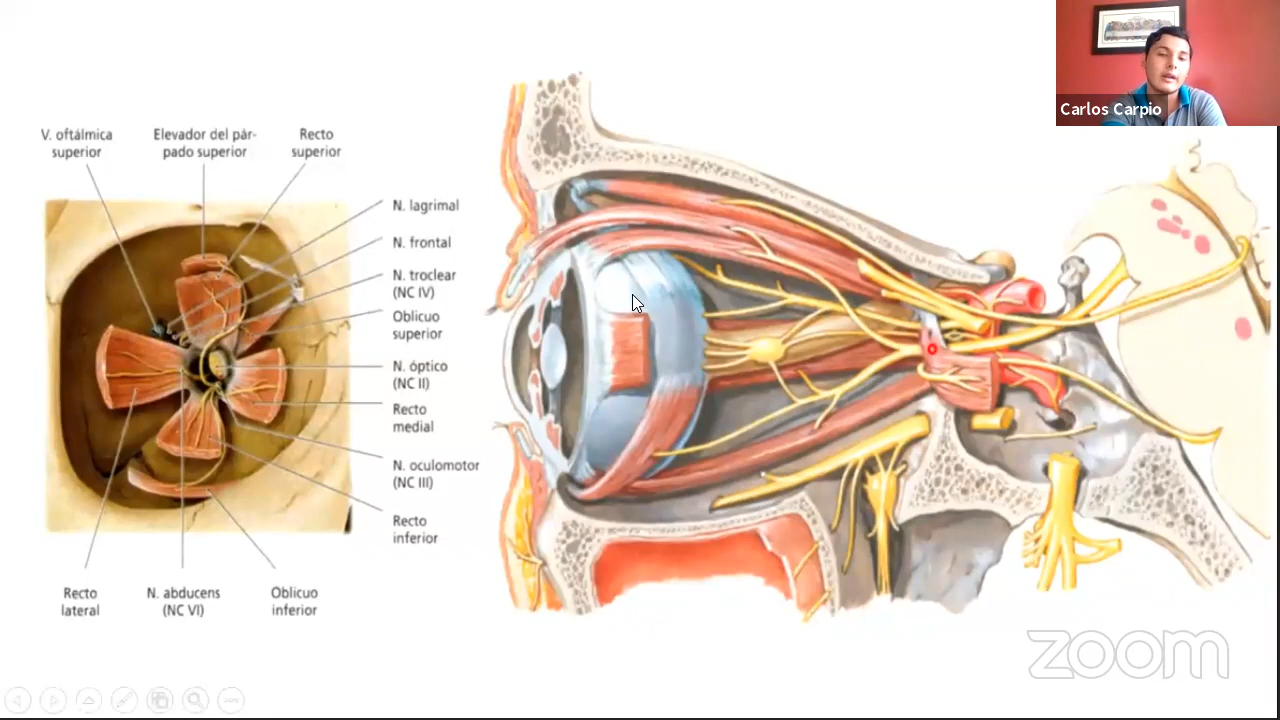 Carlos Carpio
V. oftálmica
superior
Elevador del pár-
pado superior
Recto
superior
N. lagrimal
N. frontal
N. troclear
(NC IV)
Oblicuo
superior
N. óptico
(NC II)
Recto
medial
N. oculomotor
(NC III)
Recto
inferior
Recto
lateral
N. abducens
(NC VI)
Oblicuo
inferior
zoom